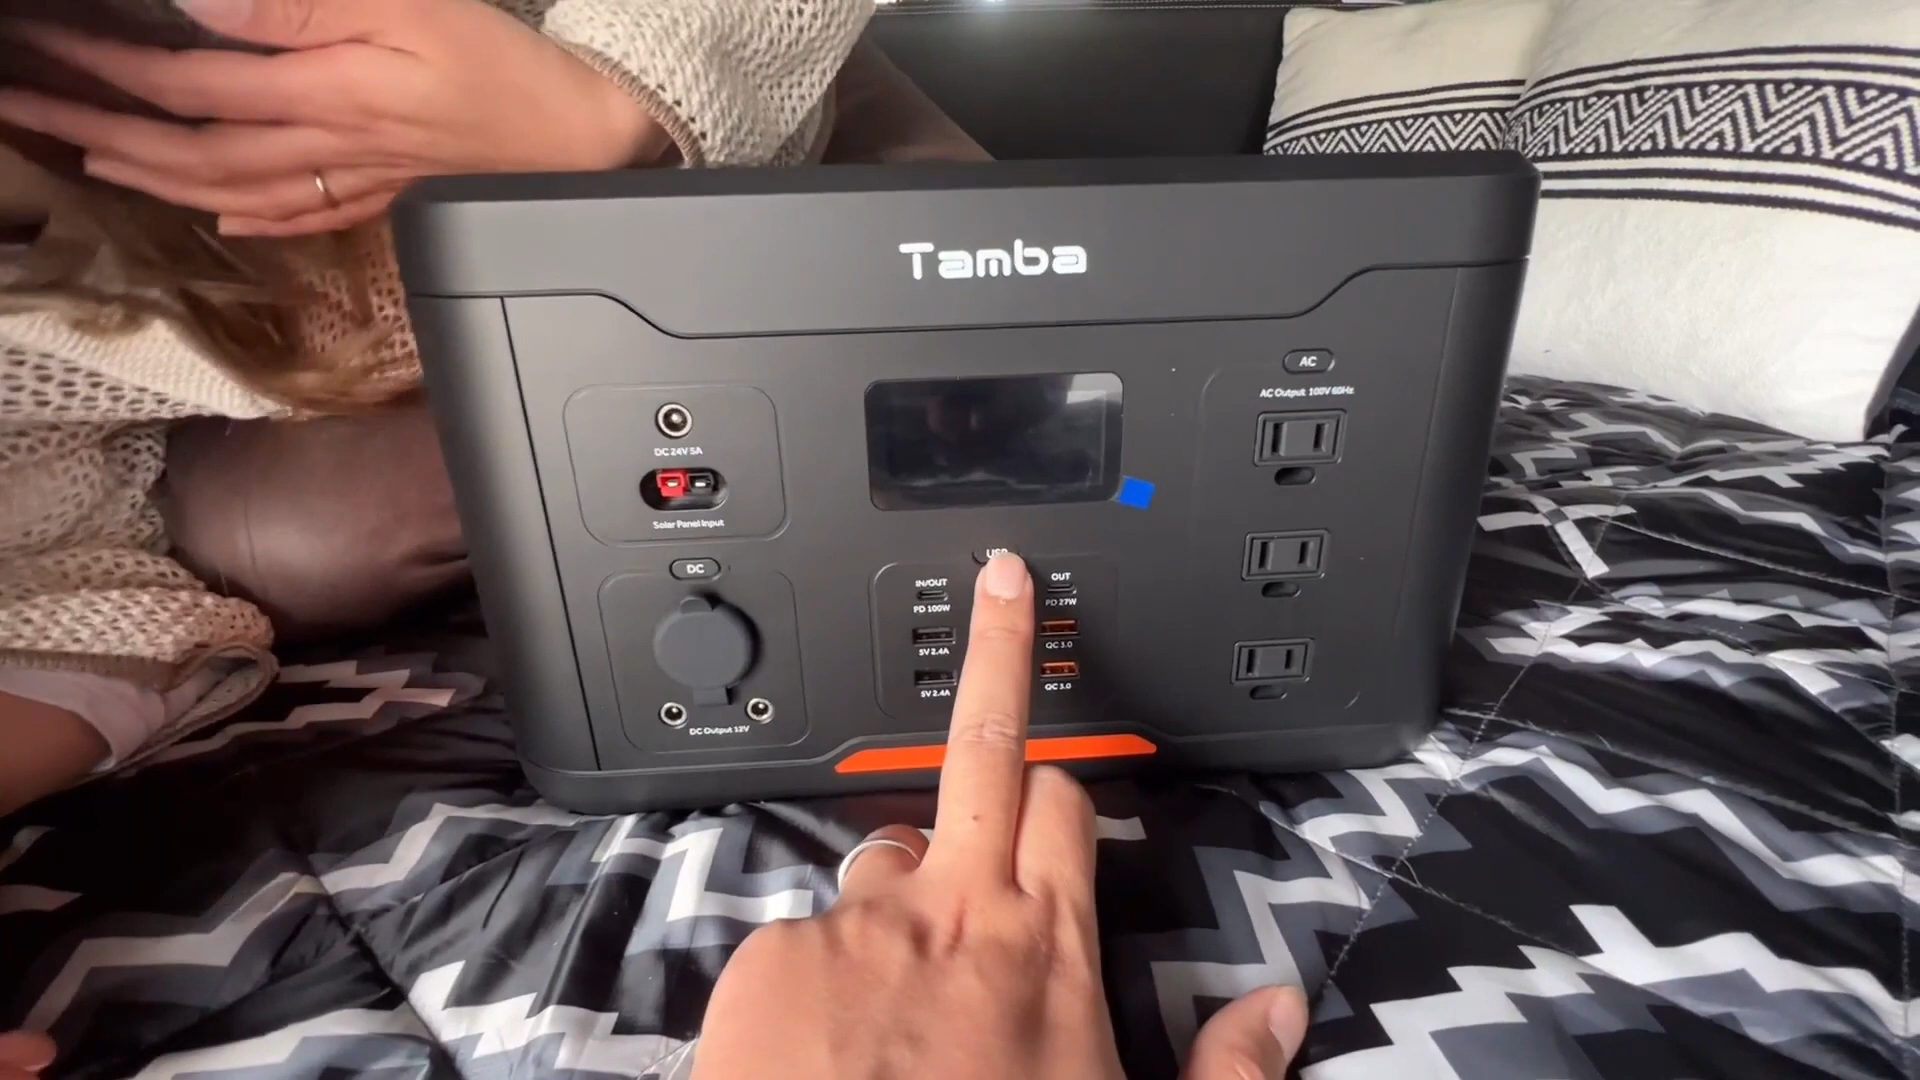 Tamba
AC
AC Output 100V 60Hz
DC 24V 5A
Solar Panel Input
USB
DC
IN/OUT
OUT
PD 100W
PD 27W
5V 2.4A
QC 3.0
5V 2.4A
QC 3.0
DC Output 12V